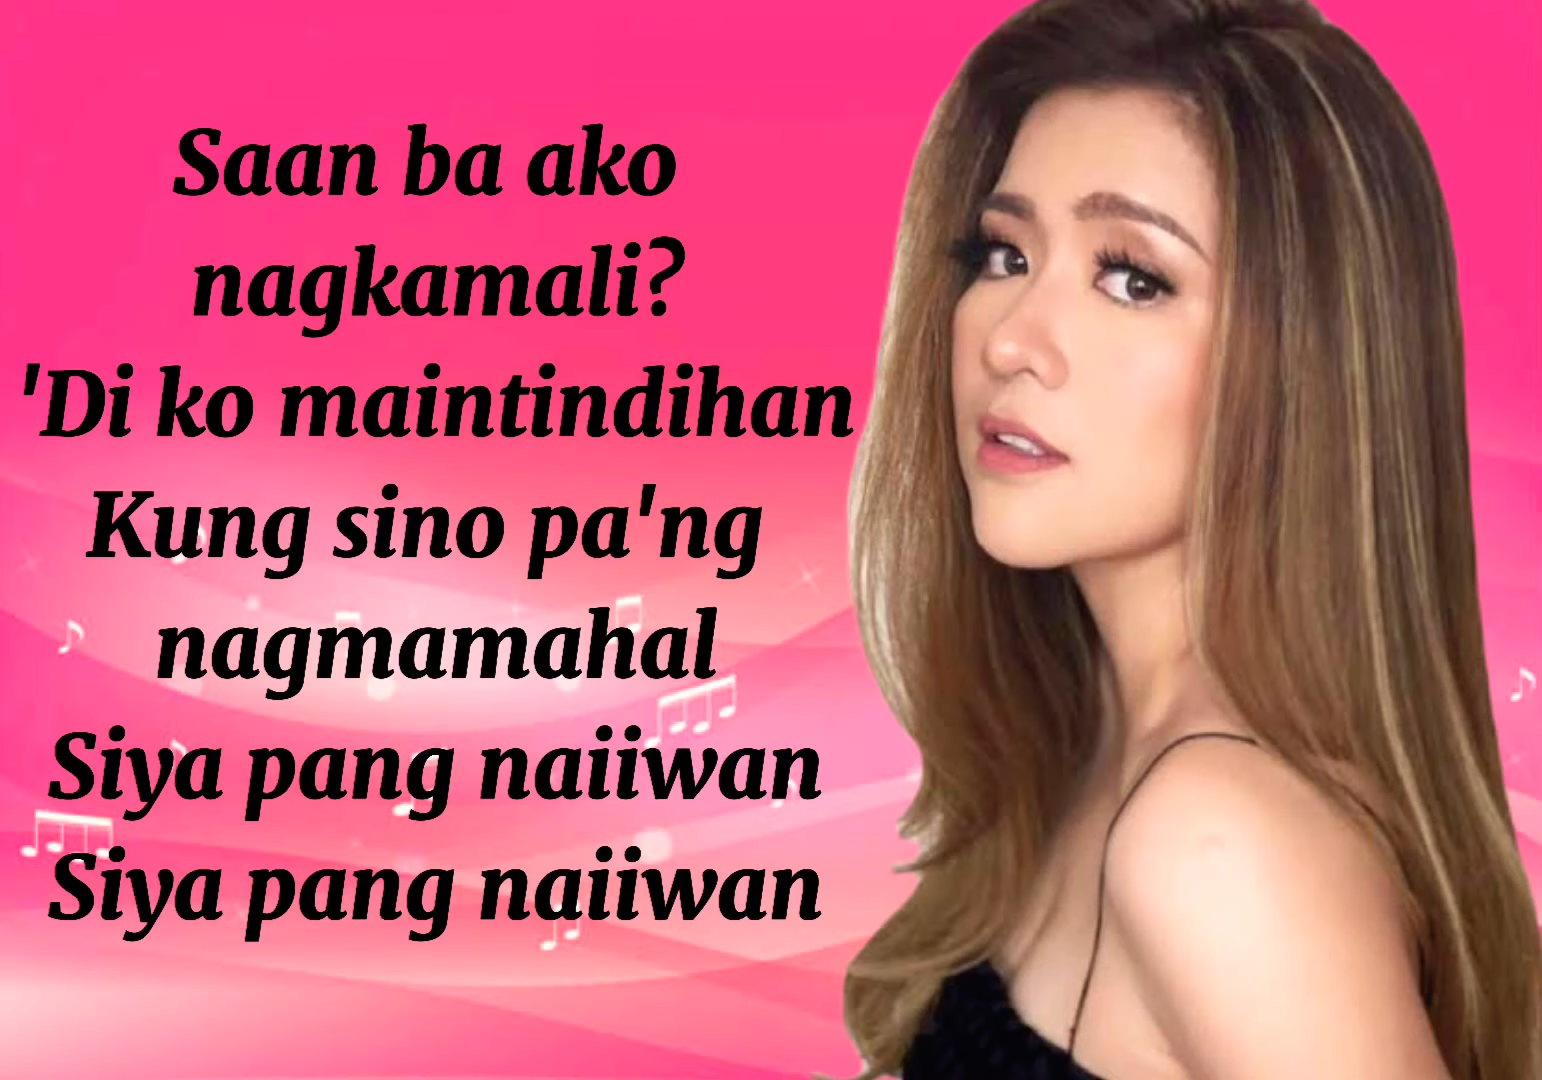 Saan ba ako
nagkamali?
'Di ko maintindihan
Kung sino pa'ng
nagmamahal
Siya pang naiiwan
Siya pang naiiwan